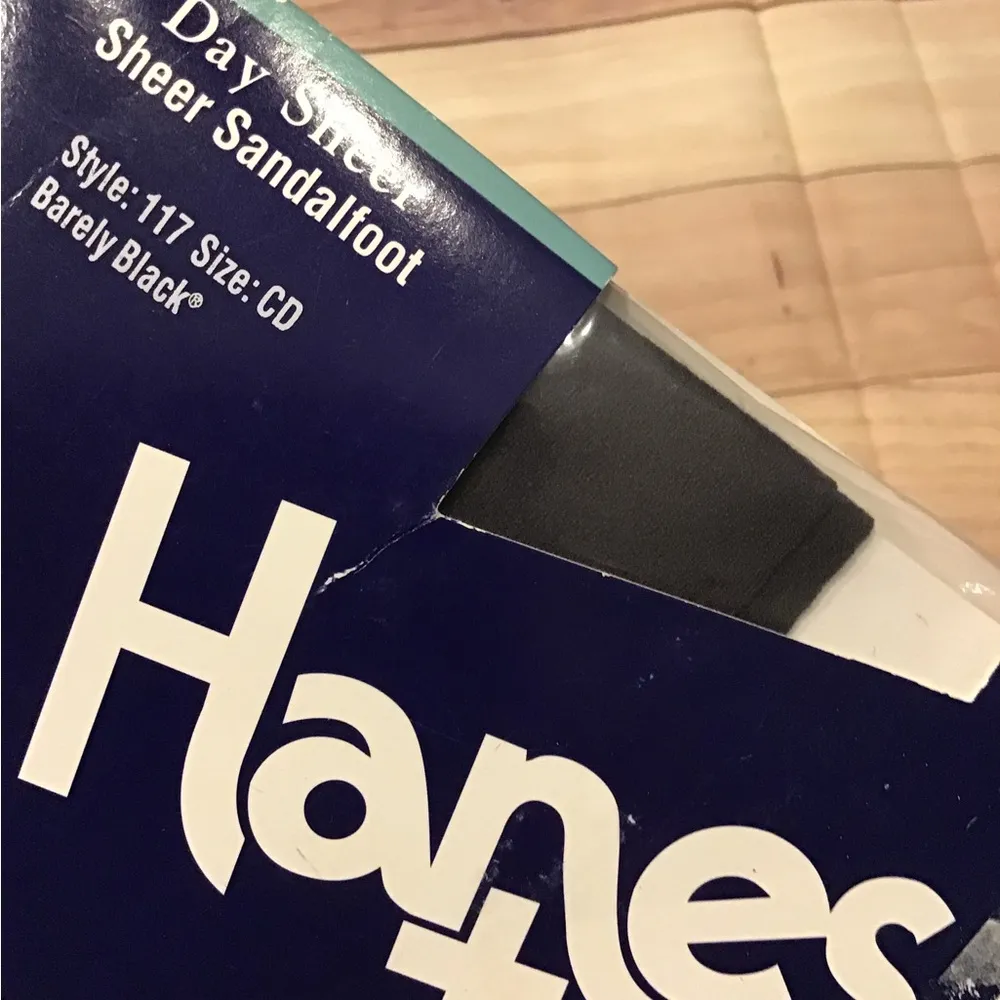 Day Sheer
Sheer Sandalfoot
Style: 117 Size: CD
Barely Black®
Hanes